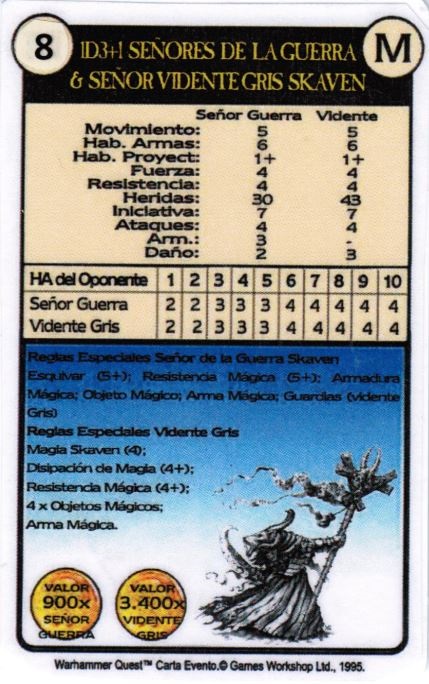 8
1D3+1 SEÑORES DE LA GUERRA
& SEÑOR VIDENTE GRIS SKAVEN
M
Señor Guerra Vidente
Movimiento: 5 5
Hab. Armas: 6 6
Hab. Proyect: 1+ 1+
Fuerza: 4 4
Resistencia: 4 4
Heridas: 30 43
Iniciativa: 7 7
Ataques: 4 4
Arm.: 3 -
Daño: 2 3
HA del Oponente 1 2 3 4 5 6 7 8 9 10
Señor Guerra 2 2 3 3 3 4 4 4 4 4
Vidente Gris 2 2 3 3 3 4 4 4 4 4
Reglas Especiales Señor de la Guerra Skaven
Esquivar (5+); Resistencia Mágica (5+); Armadura
Mágica; Objeto Mágico; Arma Mágica; Guardias (vidente
Gris)
Reglas Especiales Vidente Gris
Magia Skaven (4);
Disipación de Magia (4+);
Resistencia Mágica (4+);
4 x Objetos Mágicos;
Arma Mágica.
VALOR
900x
SEÑOR
GUERRA
VALOR
3.400x
VIDENTE
GRIS
Warhammer Quest™ Carta Evento.© Games Workshop Ltd., 1995.